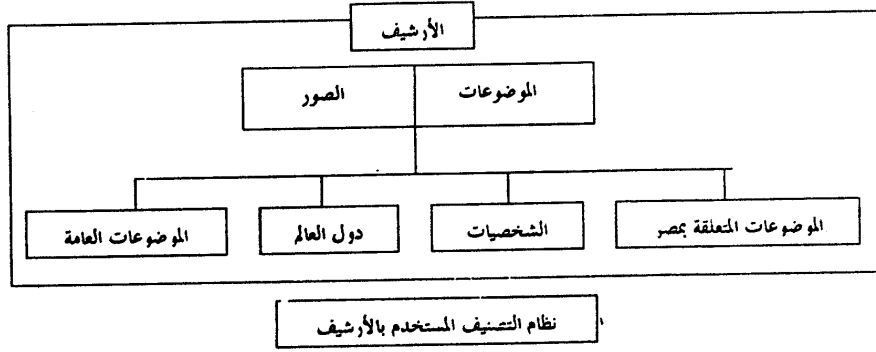 الأرشيف
الموضوعات
الصور
الموضوعات المتعلقة بمصر
الشخصيات
دول العالم
الموضوعات العامة
نظام التصنيف المستخدم بالأرشيف